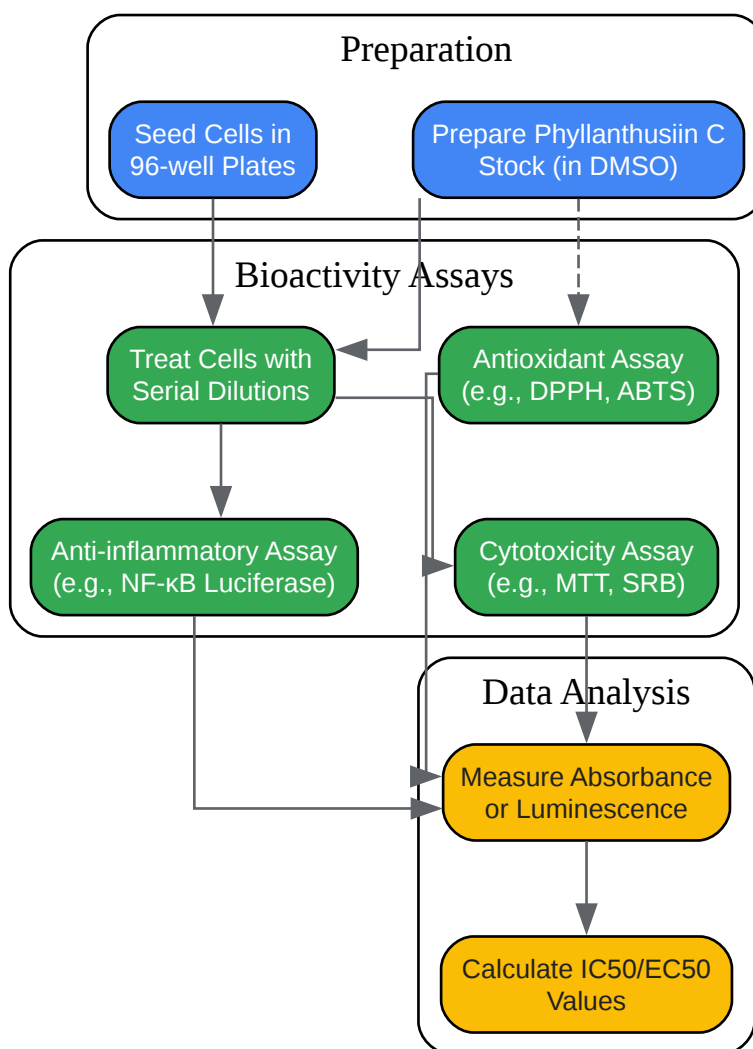 Preparation
Seed Cells in
96-well Plates
Prepare Phyllanthusiin C
Stock (in DMSO)
Bioactivity Assays
Treat Cells with
Serial Dilutions
Antioxidant Assay
(e.g., DPPH, ABTS)
Anti-inflammatory Assay
(e.g., NF-κB Luciferase)
Cytotoxicity Assay
(e.g., MTT, SRB)
Data Analysis
Measure Absorbance
or Luminescence
Calculate IC50/EC50
Values